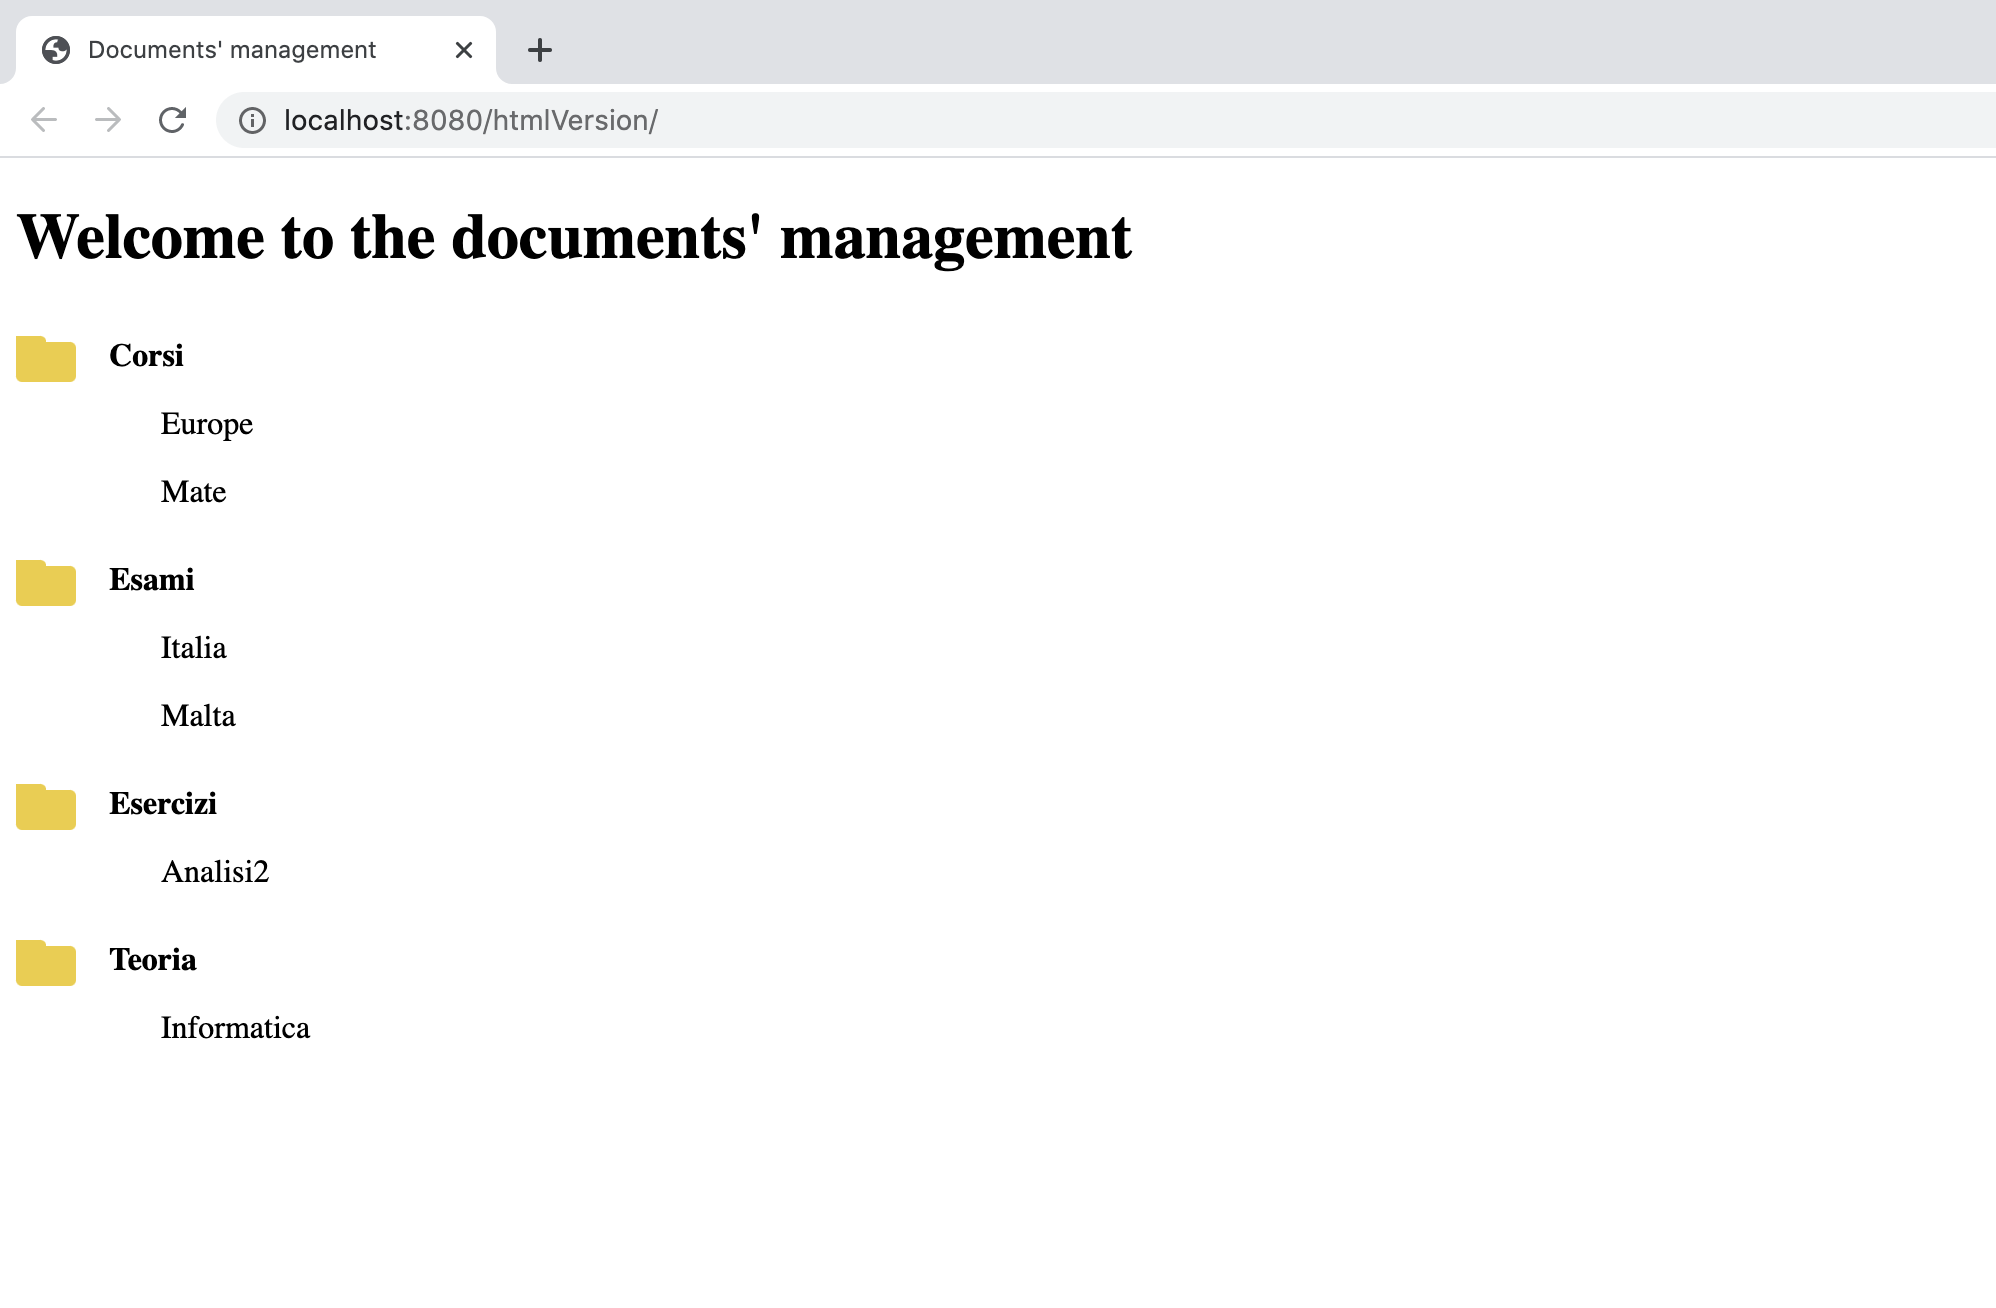 Documents' management
localhost:8080/htmlVersion/
Welcome to the documents' management
Corsi
Europe
Mate
Esami
Italia
Malta
Esercizi
Analisi2
Teoria
Informatica